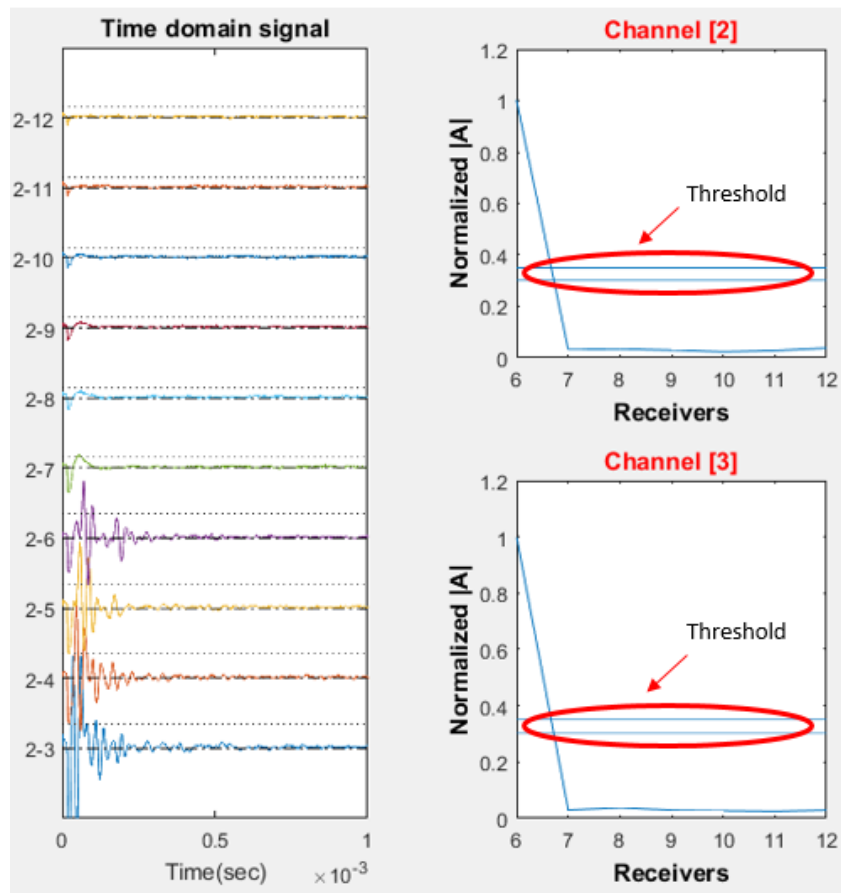 Time domain signal
2-12
2-11
2-10
2-9
2-8
2-7
2-6
2-5
2-4
2-3
0 0.5 1
Time(sec) ×10-3
Channel [2]
Normalized |A|
1.2
1
0.8
0.6
0.4
0.2
0
Threshold
6 7 8 9 10 11 12
Receivers
Channel [3]
Normalized |A|
1.2
1
0.8
0.6
0.4
0.2
0
Threshold
6 7 8 9 10 11 12
Receivers